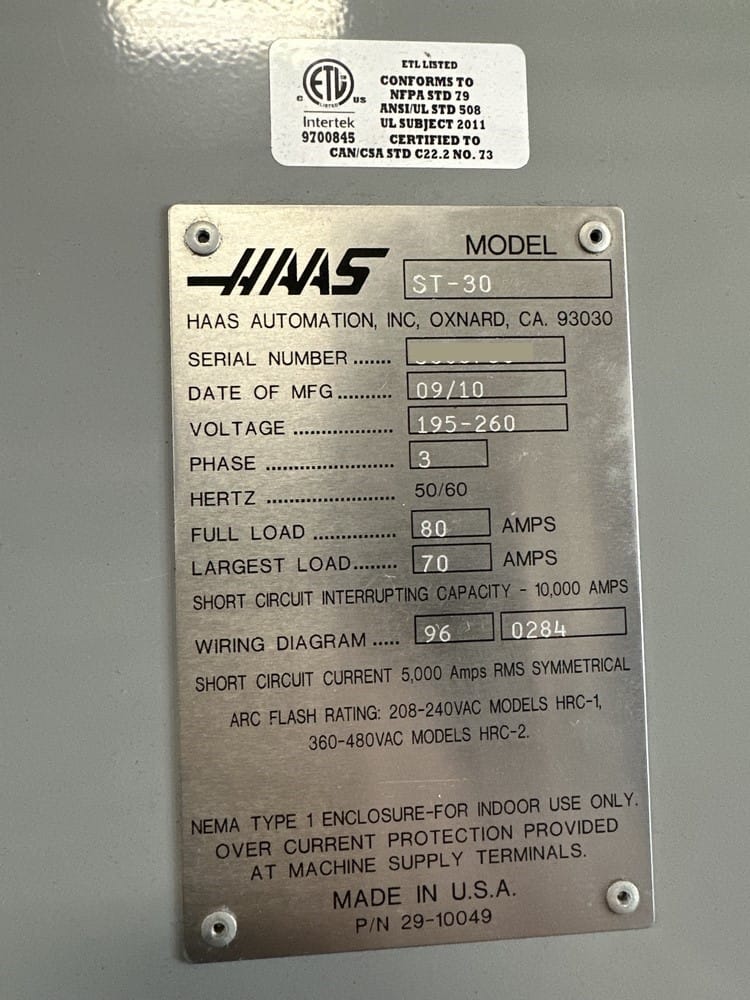 ETL LISTED
CONFORMS TO
NFPA STD 79
ANSI/UL STD 508
UL SUBJECT 2011
CERTIFIED TO
CAN/CSA STD C22.2 NO. 73
ETL
LISTED
C US
Intertek
9700845
HAAS
MODEL
ST-30
HAAS AUTOMATION, INC, OXNARD, CA. 93030
SERIAL NUMBER .......
DATE OF MFG .......... 09/10
VOLTAGE .................. 195-260
PHASE ....................... 3
HERTZ ....................... 50/60
FULL LOAD ............... 80 AMPS
LARGEST LOAD........ 70 AMPS
SHORT CIRCUIT INTERRUPTING CAPACITY - 10,000 AMPS
WIRING DIAGRAM ..... 96 0284
SHORT CIRCUIT CURRENT 5,000 Amps RMS SYMMETRICAL
ARC FLASH RATING: 208-240VAC MODELS HRC-1,
360-480VAC MODELS HRC-2.
NEMA TYPE 1 ENCLOSURE-FOR INDOOR USE ONLY.
OVER CURRENT PROTECTION PROVIDED
AT MACHINE SUPPLY TERMINALS.
MADE IN U.S.A.
P/N 29-10049